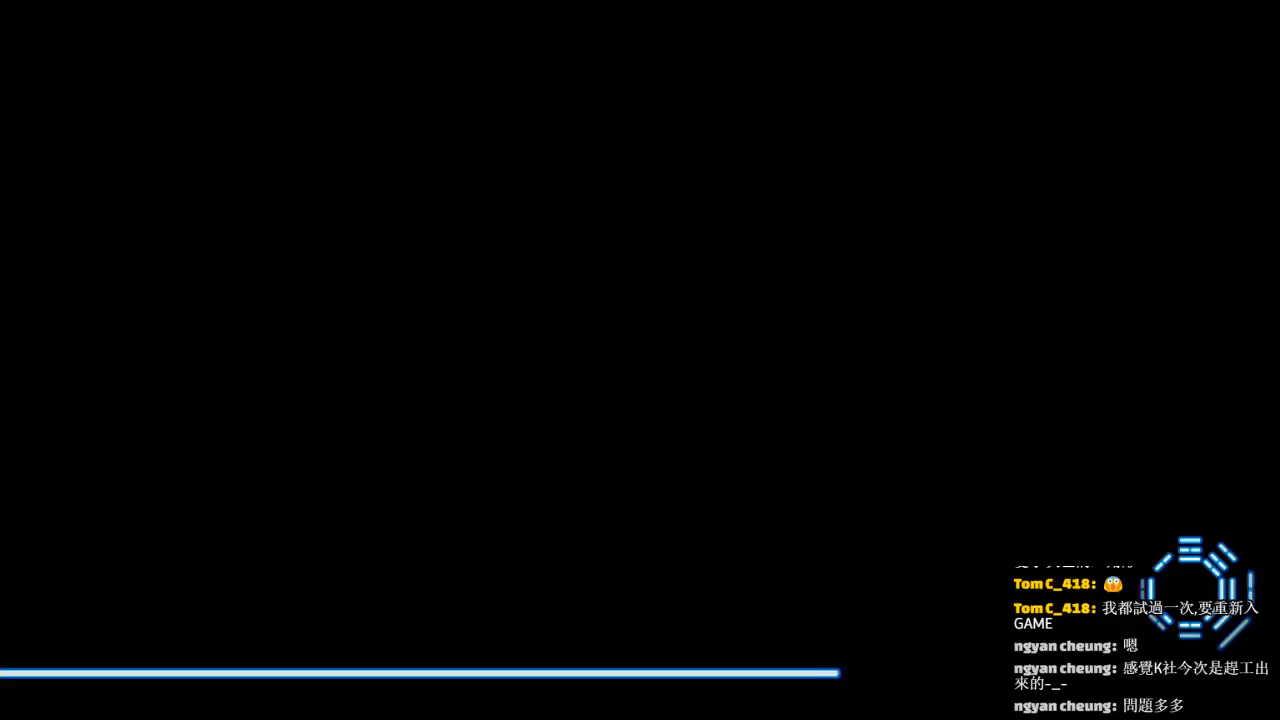 Tom C_418: 😱
Tom C_418: 我都試過一次,要重新入
GAME
ngyan cheung: 嗯
ngyan cheung: 感覺K社今次是趕工出
來的-_-
ngyan cheung: 問題多多